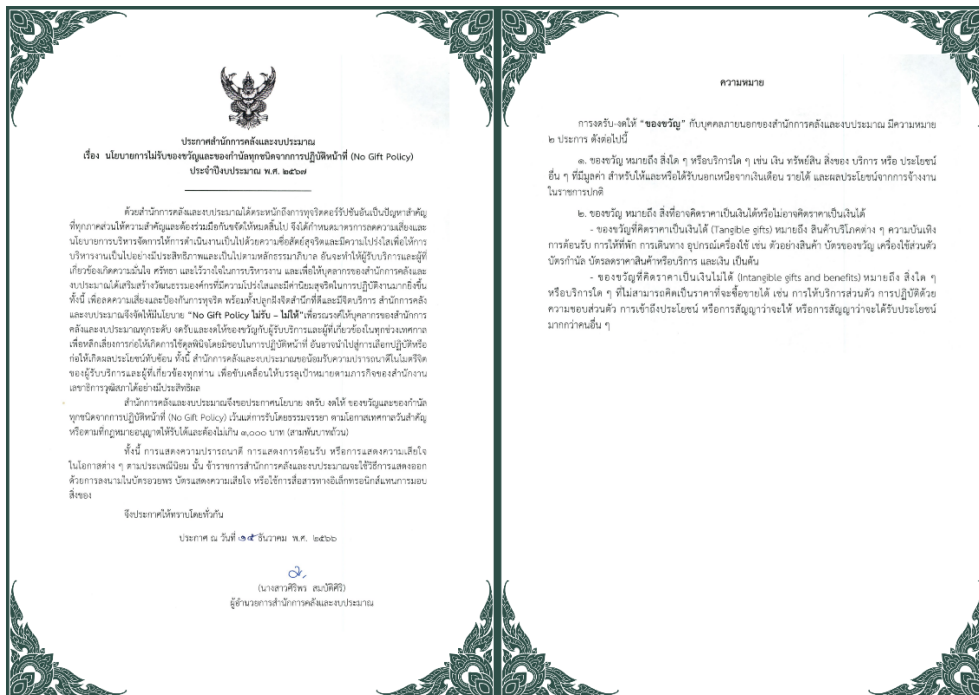 ประกาศสำนักการคลังและงบประมาณ
เรื่อง นโยบายการไม่รับของขวัญและของกำนัลทุกชนิดจากการปฏิบัติหน้าที่ (No Gift Policy)
ประจำปีงบประมาณ พ.ศ. ๒๕๖๗
ด้วยสำนักการคลังและงบประมาณได้ตระหนักถึงการทุจริตคอร์รัปชันอันเป็นปัญหาสำคัญ
ที่ทุกภาคส่วนให้ความสำคัญและต้องร่วมมือกันขจัดให้หมดสิ้นไป จึงได้กำหนดมาตรการลดความเสี่ยงและ
นโยบายการบริหารจัดการให้การดำเนินงานเป็นไปด้วยความซื่อสัตย์สุจริตและมีความโปร่งใสเพื่อให้การ
บริหารงานเป็นไปอย่างมีประสิทธิภาพและเป็นไปตามหลักธรรมาภิบาล อันจะทำให้ผู้รับบริการและผู้ที่
เกี่ยวข้องเกิดความมั่นใจ ศรัทธา และไว้วางใจในการบริหารงาน และเพื่อให้บุคลากรของสำนักการคลังและ
งบประมาณได้เสริมสร้างวัฒนธรรมองค์กรที่มีความโปร่งใสและมีค่านิยมสุจริตในการปฏิบัติงานมากยิ่งขึ้น
ทั้งนี้ เพื่อลดความเสี่ยงและป้องกันการทุจริต พร้อมทั้งปลูกฝังจิตสำนึกที่ดีและมีจิตบริการ สำนักการคลัง
และงบประมาณจึงจัดให้มีนโยบาย "No Gift Policy ไม่รับ – ไม่ให้" เพื่อรณรงค์ให้บุคลากรของสำนักการ
คลังและงบประมาณทุกระดับ งดรับและงดให้ของขวัญกับผู้รับบริการและผู้ที่เกี่ยวข้องในทุกช่วงเทศกาล
เพื่อหลีกเลี่ยงการก่อให้เกิดการใช้ดุลพินิจโดยมิชอบในการปฏิบัติหน้าที่ อันอาจนำไปสู่การเลือกปฏิบัติหรือ
ก่อให้เกิดผลประโยชน์ทับซ้อน ทั้งนี้ สำนักการคลังและงบประมาณขอน้อมรับความปรารถนาดีในไมตรีจิต
ของผู้รับบริการและผู้ที่เกี่ยวข้องทุกท่าน เพื่อขับเคลื่อนให้บรรลุเป้าหมายตามภารกิจของสำนักงาน
เลขาธิการวุฒิสภาได้อย่างมีประสิทธิผล
สำนักการคลังและงบประมาณจึงขอประกาศนโยบาย งดรับ งดให้ ของขวัญและของกำนัล
ทุกชนิดจากการปฏิบัติหน้าที่ (No Gift Policy) เว้นแต่การรับโดยธรรมจรรยา ตามโอกาสเทศกาลวันสำคัญ
หรือตามที่กฎหมายอนุญาตให้รับได้และต้องไม่เกิน ๓,๐๐๐ บาท (สามพันบาทถ้วน)
ทั้งนี้ การแสดงความปรารถนาดี การแสดงการต้อนรับ หรือการแสดงความเสียใจ
ในโอกาสต่าง ๆ ตามประเพณีนิยม นั้น ข้าราชการสำนักการคลังและงบประมาณจะใช้วิธีการแสดงออก
ด้วยการลงนามในบัตรอวยพร บัตรแสดงความเสียใจ หรือใช้การสื่อสารทางอิเล็กทรอนิกส์แทนการมอบ
สิ่งของ
จึงประกาศให้ทราบโดยทั่วกัน
ประกาศ ณ วันที่ ๑๕ ธันวาคม พ.ศ. ๒๕๖๖
(นางสาวศิริพร สมบัติศิริ)
ผู้อำนวยการสำนักการคลังและงบประมาณ
ความหมาย
การงดรับ-งดให้ "ของขวัญ" กับบุคคลภายนอกของสำนักการคลังและงบประมาณ มีความหมาย
๒ ประการ ดังต่อไปนี้
๑. ของขวัญ หมายถึง สิ่งใด ๆ หรือบริการใด ๆ เช่น เงิน ทรัพย์สิน สิ่งของ บริการ หรือ ประโยชน์
อื่น ๆ ที่มีมูลค่า สำหรับให้และหรือได้รับนอกเหนือจากเงินเดือน รายได้ และผลประโยชน์จากการจ้างงาน
ในราชการปกติ
๒. ของขวัญ หมายถึง สิ่งที่อาจคิดราคาเป็นเงินได้หรือไม่อาจคิดราคาเป็นเงินได้
- ของขวัญที่คิดราคาเป็นเงินได้ (Tangible gifts) หมายถึง สินค้าบริโภคต่าง ๆ ความบันเทิง
การต้อนรับ การให้ที่พัก การเดินทาง อุปกรณ์เครื่องใช้ เช่น ตัวอย่างสินค้า บัตรของขวัญ เครื่องใช้ส่วนตัว
บัตรกำนัล บัตรลดราคาสินค้าหรือบริการ และเงิน เป็นต้น
- ของขวัญที่คิดราคาเป็นเงินไม่ได้ (Intangible gifts and benefits) หมายถึง สิ่งใด ๆ
หรือบริการใด ๆ ที่ไม่สามารถคิดเป็นราคาที่จะซื้อขายได้ เช่น การให้บริการส่วนตัว การปฏิบัติด้วย
ความชอบส่วนตัว การเข้าถึงประโยชน์ หรือการสัญญาว่าจะให้ หรือการสัญญาว่าจะได้รับประโยชน์
มากกว่าคนอื่น ๆ